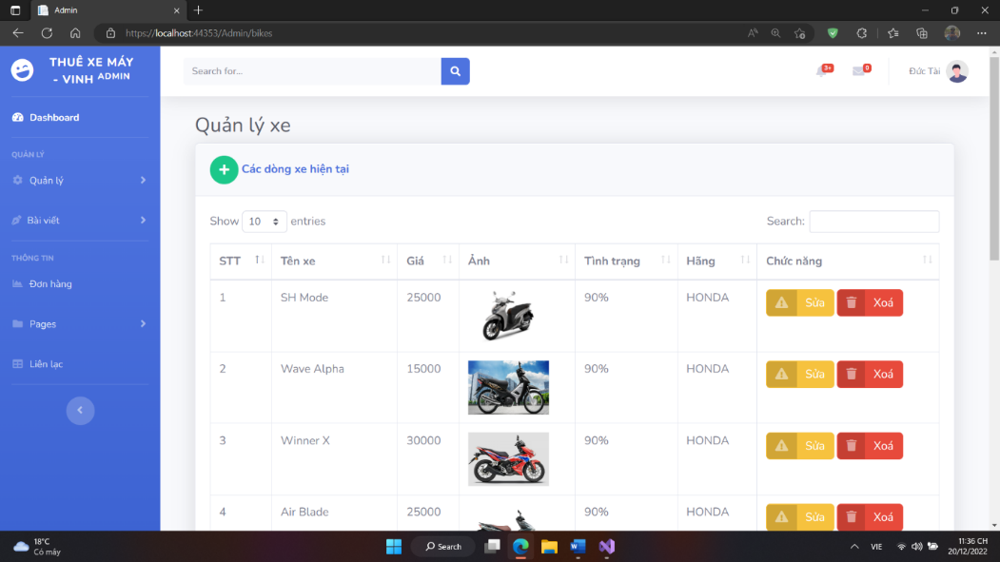 Admin
https://localhost:44353/Admin/bikes
THUÊ XE MÁY
- VINH ADMIN
Search for...
3+
0
Đức Tài
Dashboard
QUẢN LÝ
Quản lý
Bài viết
THÔNG TIN
Đơn hàng
Pages
Liên lạc
Quản lý xe
Các dòng xe hiện tại
Show 10 entries
Search:
STT Tên xe Giá Ảnh Tình trạng Hãng Chức năng
1 SH Mode 25000 90% HONDA Sửa Xoá
2 Wave Alpha 15000 90% HONDA Sửa Xoá
3 Winner X 30000 90% HONDA Sửa Xoá
4 Air Blade 25000 90% HONDA Sửa Xoá
18°C
Có mây
Search
VIE
11:36 CH
20/12/2022